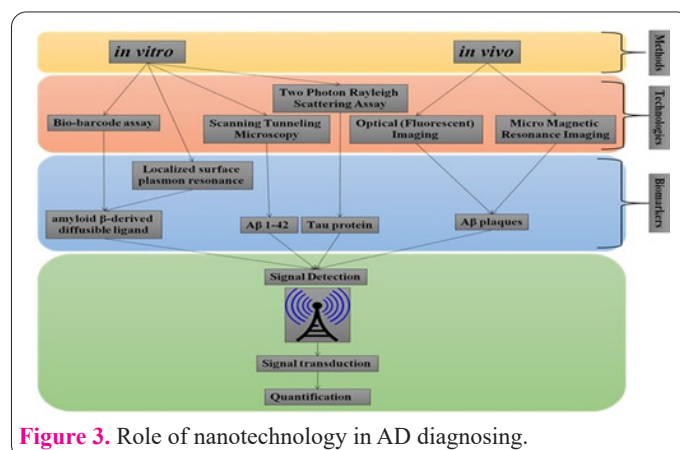 in vitro
in vivo
Methods
Two Photon Rayleigh
Scattering Assay
Bio-barcode assay
Scanning Tunneling
Microscopy
Optical (Fluorescent)
Imaging
Micro Magnetic
Resonance Imaging
Technologies
Localized surface
plasmon resonance
amyloid β-derived
diffusible ligand
Aβ 1-42
Tau protein
Aβ plaques
Biomarkers
Signal Detection
Signal transduction
Quantification
Figure 3. Role of nanotechnology in AD diagnosing.